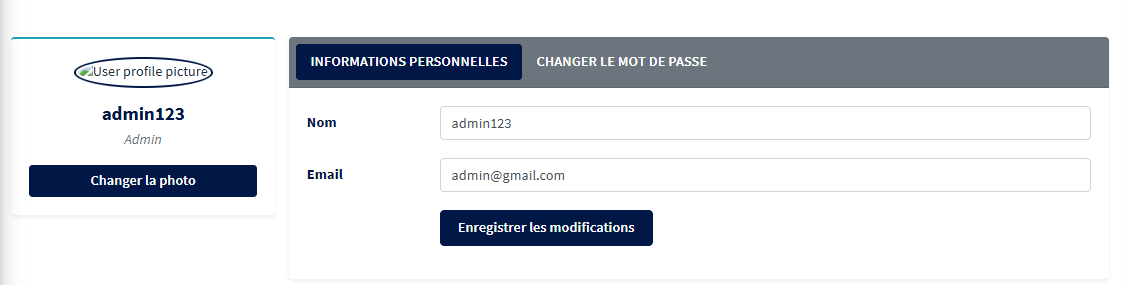 User profile picture
admin123
Admin
Changer la photo
INFORMATIONS PERSONNELLES CHANGER LE MOT DE PASSE
Nom admin123
Email admin@gmail.com
Enregistrer les modifications